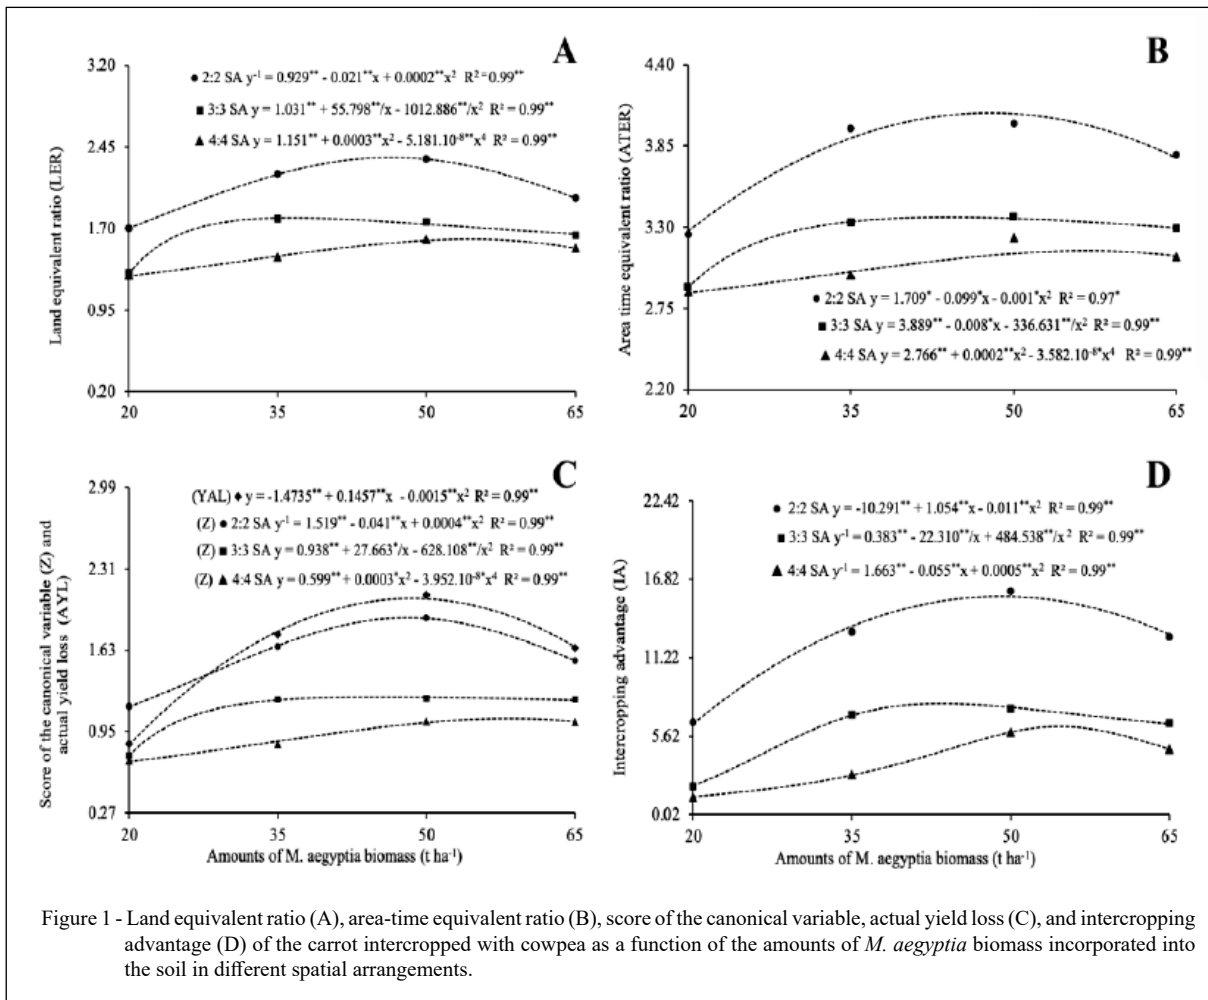 A
3.20
2.45
1.70
0.95
0.20
20 35 50 65
Land equivalent ratio (LER)
● 2:2 SA y⁻¹ = 0.929** - 0.021**x + 0.0002**x² R² = 0.99**
■ 3:3 SA y = 1.031** + 55.798**/x - 1012.886**/x² R² = 0.99**
▲ 4:4 SA y = 1.151** + 0.0003**x² - 5.181.10⁻⁸**x⁴ R² = 0.99**
B
4.40
3.85
3.30
2.75
2.20
20 35 50 65
Area time equivalent ratio (ATER)
● 2:2 SA y = 1.709* - 0.099*x - 0.001*x² R² = 0.97*
■ 3:3 SA y = 3.889** - 0.008*x - 336.631**/x² R² = 0.99**
▲ 4:4 SA y = 2.766** + 0.0002**x² - 3.582.10⁻⁸*x⁴ R² = 0.99**
C
2.99
2.31
1.63
0.95
0.27
20 35 50 65
Score of the canonical variable (Z) and
actual yield loss (AYL)
(YAL) ◆ y = -1.4735** + 0.1457**x - 0.0015**x² R² = 0.99**
(Z) ● 2:2 SA y⁻¹ = 1.519** - 0.041**x + 0.0004**x² R² = 0.99**
(Z) ■ 3:3 SA y = 0.938** + 27.663*/x - 628.108**/x² R² = 0.99**
(Z) ▲ 4:4 SA y = 0.599** + 0.0003*x² - 3.952.10⁻⁸*x⁴ R² = 0.99**
Amounts of M. aegyptia biomass (t ha⁻¹)
D
22.42
16.82
11.22
5.62
0.02
20 35 50 65
Intercropping advantage (IA)
● 2:2 SA y = -10.291** + 1.054**x - 0.011**x² R² = 0.99**
■ 3:3 SA y⁻¹ = 0.383** - 22.310**/x + 484.538**/x² R² = 0.99**
▲ 4:4 SA y⁻¹ = 1.663** - 0.055**x + 0.0005**x² R² = 0.99**
Amounts of M. aegyptia biomass (t ha⁻¹)
Figure 1 - Land equivalent ratio (A), area-time equivalent ratio (B), score of the canonical variable, actual yield loss (C), and intercropping
advantage (D) of the carrot intercropped with cowpea as a function of the amounts of M. aegyptia biomass incorporated into
the soil in different spatial arrangements.